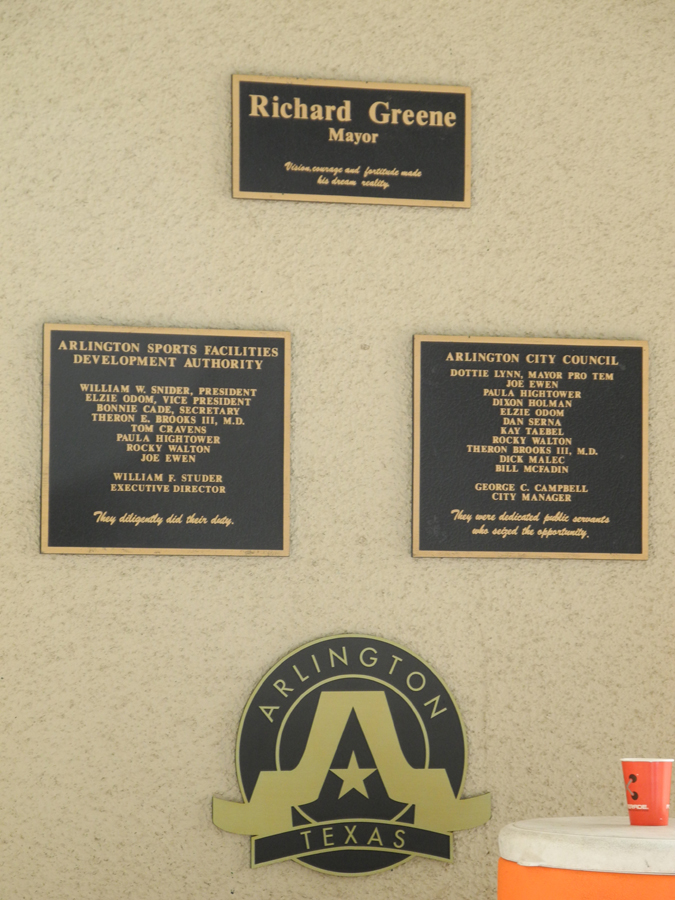 Richard Greene
Mayor
Vision, courage and fortitude made
his dream reality.
ARLINGTON SPORTS FACILITIES
DEVELOPMENT AUTHORITY
WILLIAM W. SNIDER, PRESIDENT
ELZIE ODOM, VICE PRESIDENT
BONNIE CADE, SECRETARY
THERON E. BROOKS III, M.D.
TOM CRAVENS
PAULA HIGHTOWER
ROCKY WALTON
JOE EWEN
WILLIAM F. STUDER
EXECUTIVE DIRECTOR
They diligently did their duty.
ARLINGTON CITY COUNCIL
DOTTIE LYNN, MAYOR PRO TEM
JOE EWEN
PAULA HIGHTOWER
DIXON HOLMAN
ELZIE ODOM
DAN SERNA
KAY TAEBEL
ROCKY WALTON
THERON BROOKS III, M.D.
DICK MALEC
BILL MCFADIN
GEORGE C. CAMPBELL
CITY MANAGER
They were dedicated public servants
who seized the opportunity.
ARLINGTON
A
TEXAS